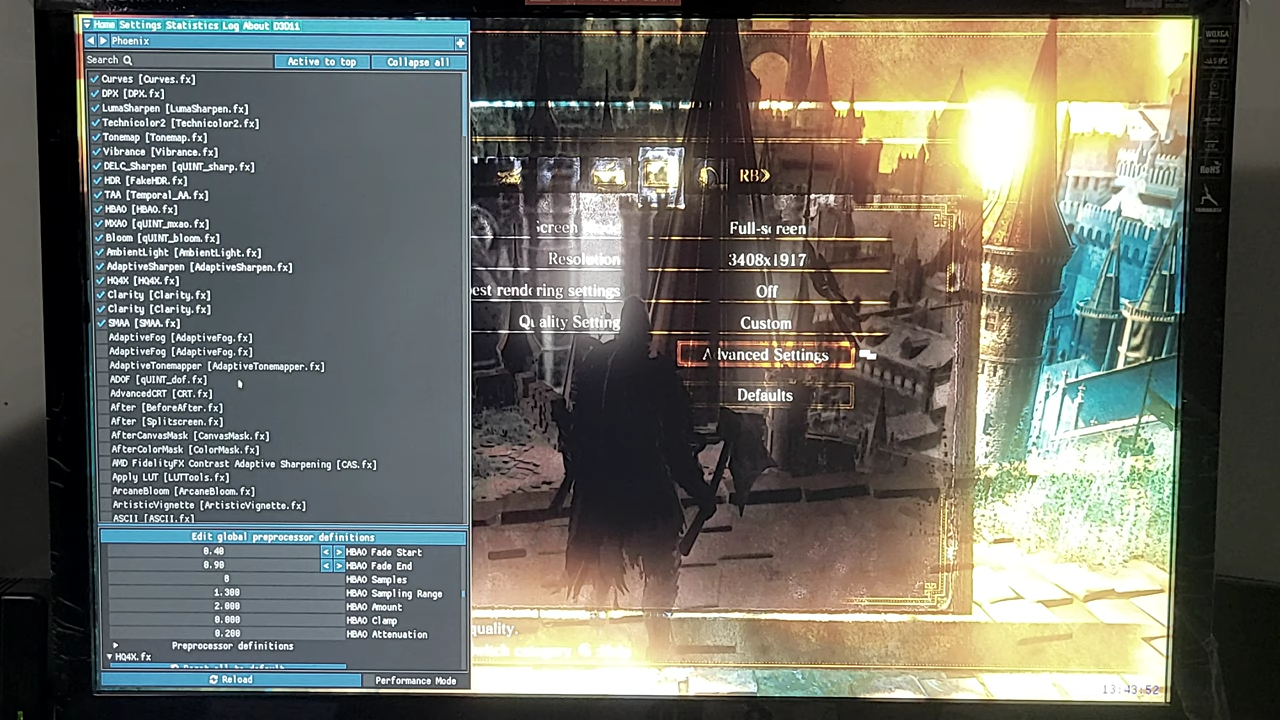 Home Settings Statistics Log About D3D11
Phoenix
Search
Active to top
Collapse all
Curves [Curves.fx]
DPX [DPX.fx]
LumaSharpen [LumaSharpen.fx]
Technicolor2 [Technicolor2.fx]
Tonemap [Tonemap.fx]
Vibrance [Vibrance.fx]
DELC_Sharpen [qUINT_sharp.fx]
HDR [FakeHDR.fx]
TAA [Temporal_AA.fx]
HBAO [HBAO.fx]
MXAO [qUINT_mxao.fx]
Bloom [qUINT_bloom.fx]
AmbientLight [AmbientLight.fx]
AdaptiveSharpen [AdaptiveSharpen.fx]
HQ4X [HQ4X.fx]
Clarity [Clarity.fx]
Clarity [Clarity.fx]
SMAA [SMAA.fx]
AdaptiveFog [AdaptiveFog.fx]
AdaptiveFog [AdaptiveFog.fx]
AdaptiveTonemapper [AdaptiveTonemapper.fx]
ADOF [qUINT_dof.fx]
AdvancedCRT [CRT.fx]
After [BeforeAfter.fx]
After [Splitscreen.fx]
AfterCanvasMask [CanvasMask.fx]
AfterColorMask [ColorMask.fx]
AMD FidelityFX Contrast Adaptive Sharpening [CAS.fx]
Apply LUT [LUTTools.fx]
ArcaneBloom [ArcaneBloom.fx]
ArtisticVignette [ArtisticVignette.fx]
ASCII [ASCII.fx]
Edit global preprocessor definitions
0.40 < > HBAO Fade Start
0.90 < > HBAO Fade End
8 HBAO Samples
1.300 HBAO Sampling Range
2.000 HBAO Amount
0.000 HBAO Clamp
0.200 HBAO Attenuation
Preprocessor definitions
HQ4X.fx
Reload
Performance Mode
RB
Screen
Full-screen
Resolution
3408x1917
est rendering settings
Off
Quality Setting
Custom
Advanced Settings
Defaults
quality.
13:43:52
WUXGA
RoHS